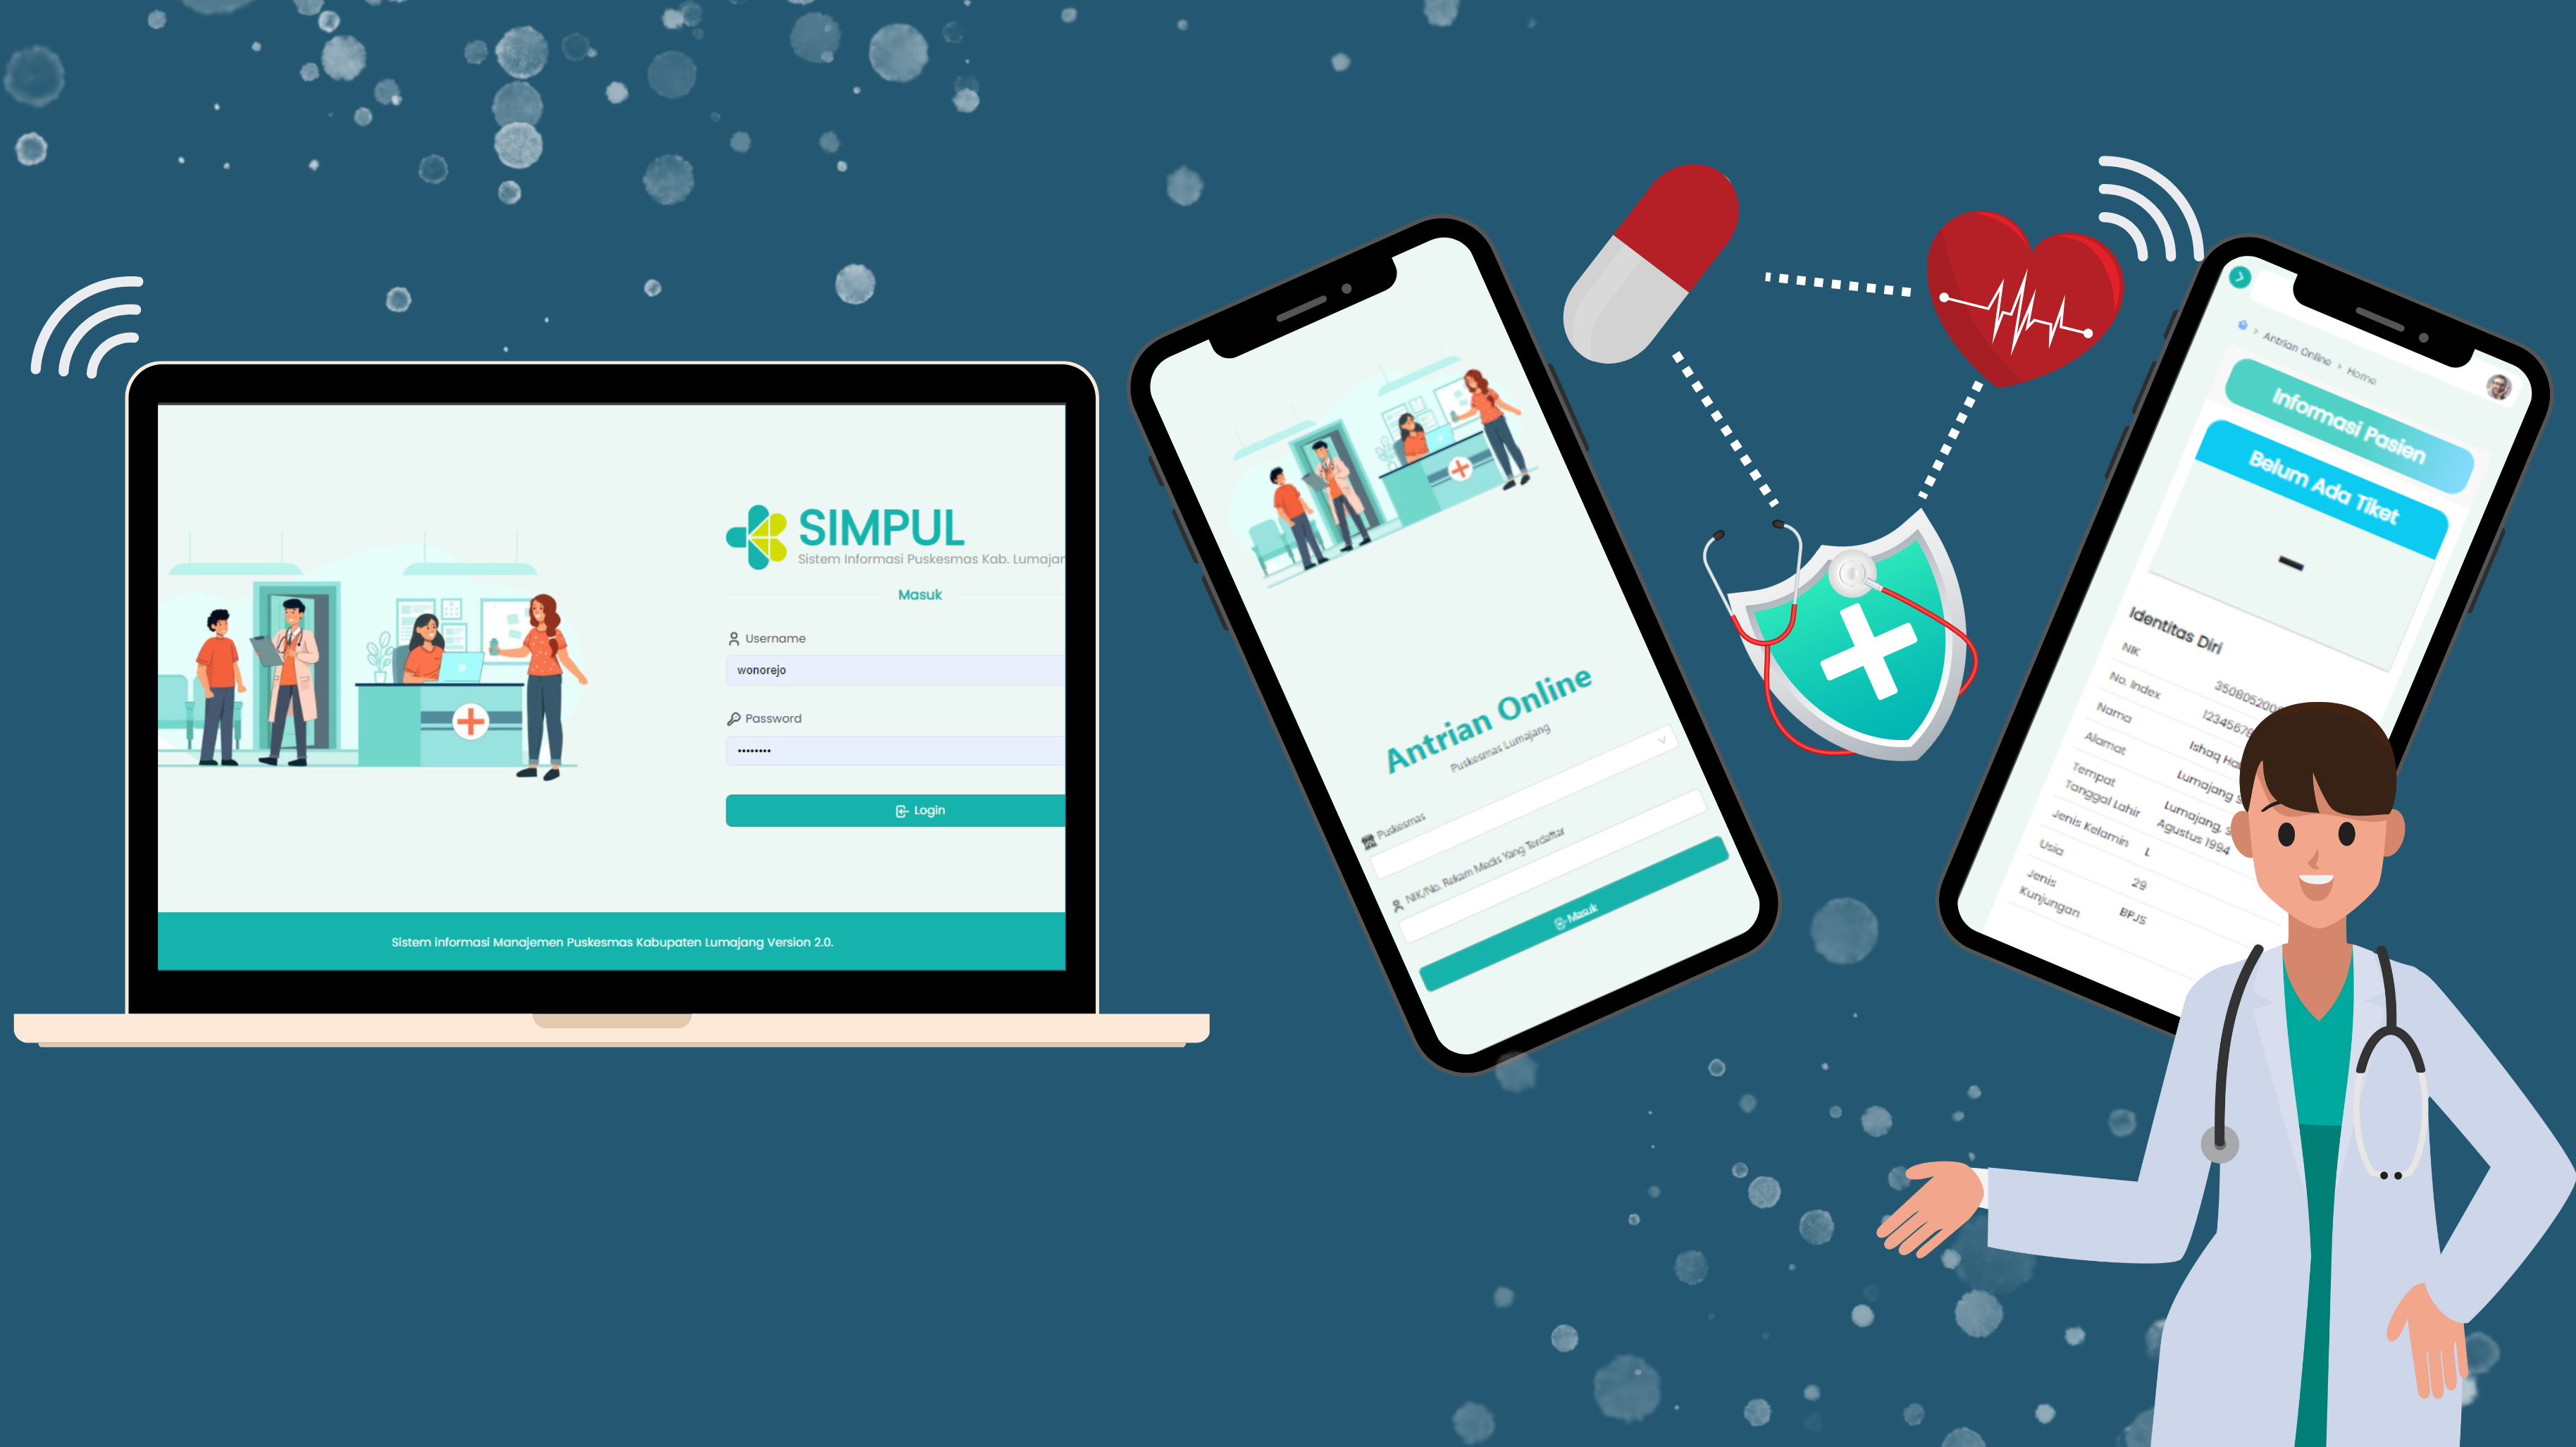 SIMPUL
Sistem Informasi Puskesmas Kab.
Masuk
Username
wonorejo
Password
Login
Sistem informasi Manajemen Puskesmas Kabupaten Lumajang Version 2.0.
Antrian Online
Puskesmas Lumajang
Puskesmas
NIK/No. Rekam Medis Yang Terdaftar
Masuk
> Antrian Online > Home
Informasi Pasien
Belum Ada Tiket
-
Identitas Diri
NIK
No. Index
Nama Ishaq
Alamat Lumajang
Tempat Tanggal Lahir Lumajang,
Agustus 1994
Jenis Kelamin L
Usia 29
Jenis Kunjungan BPJS